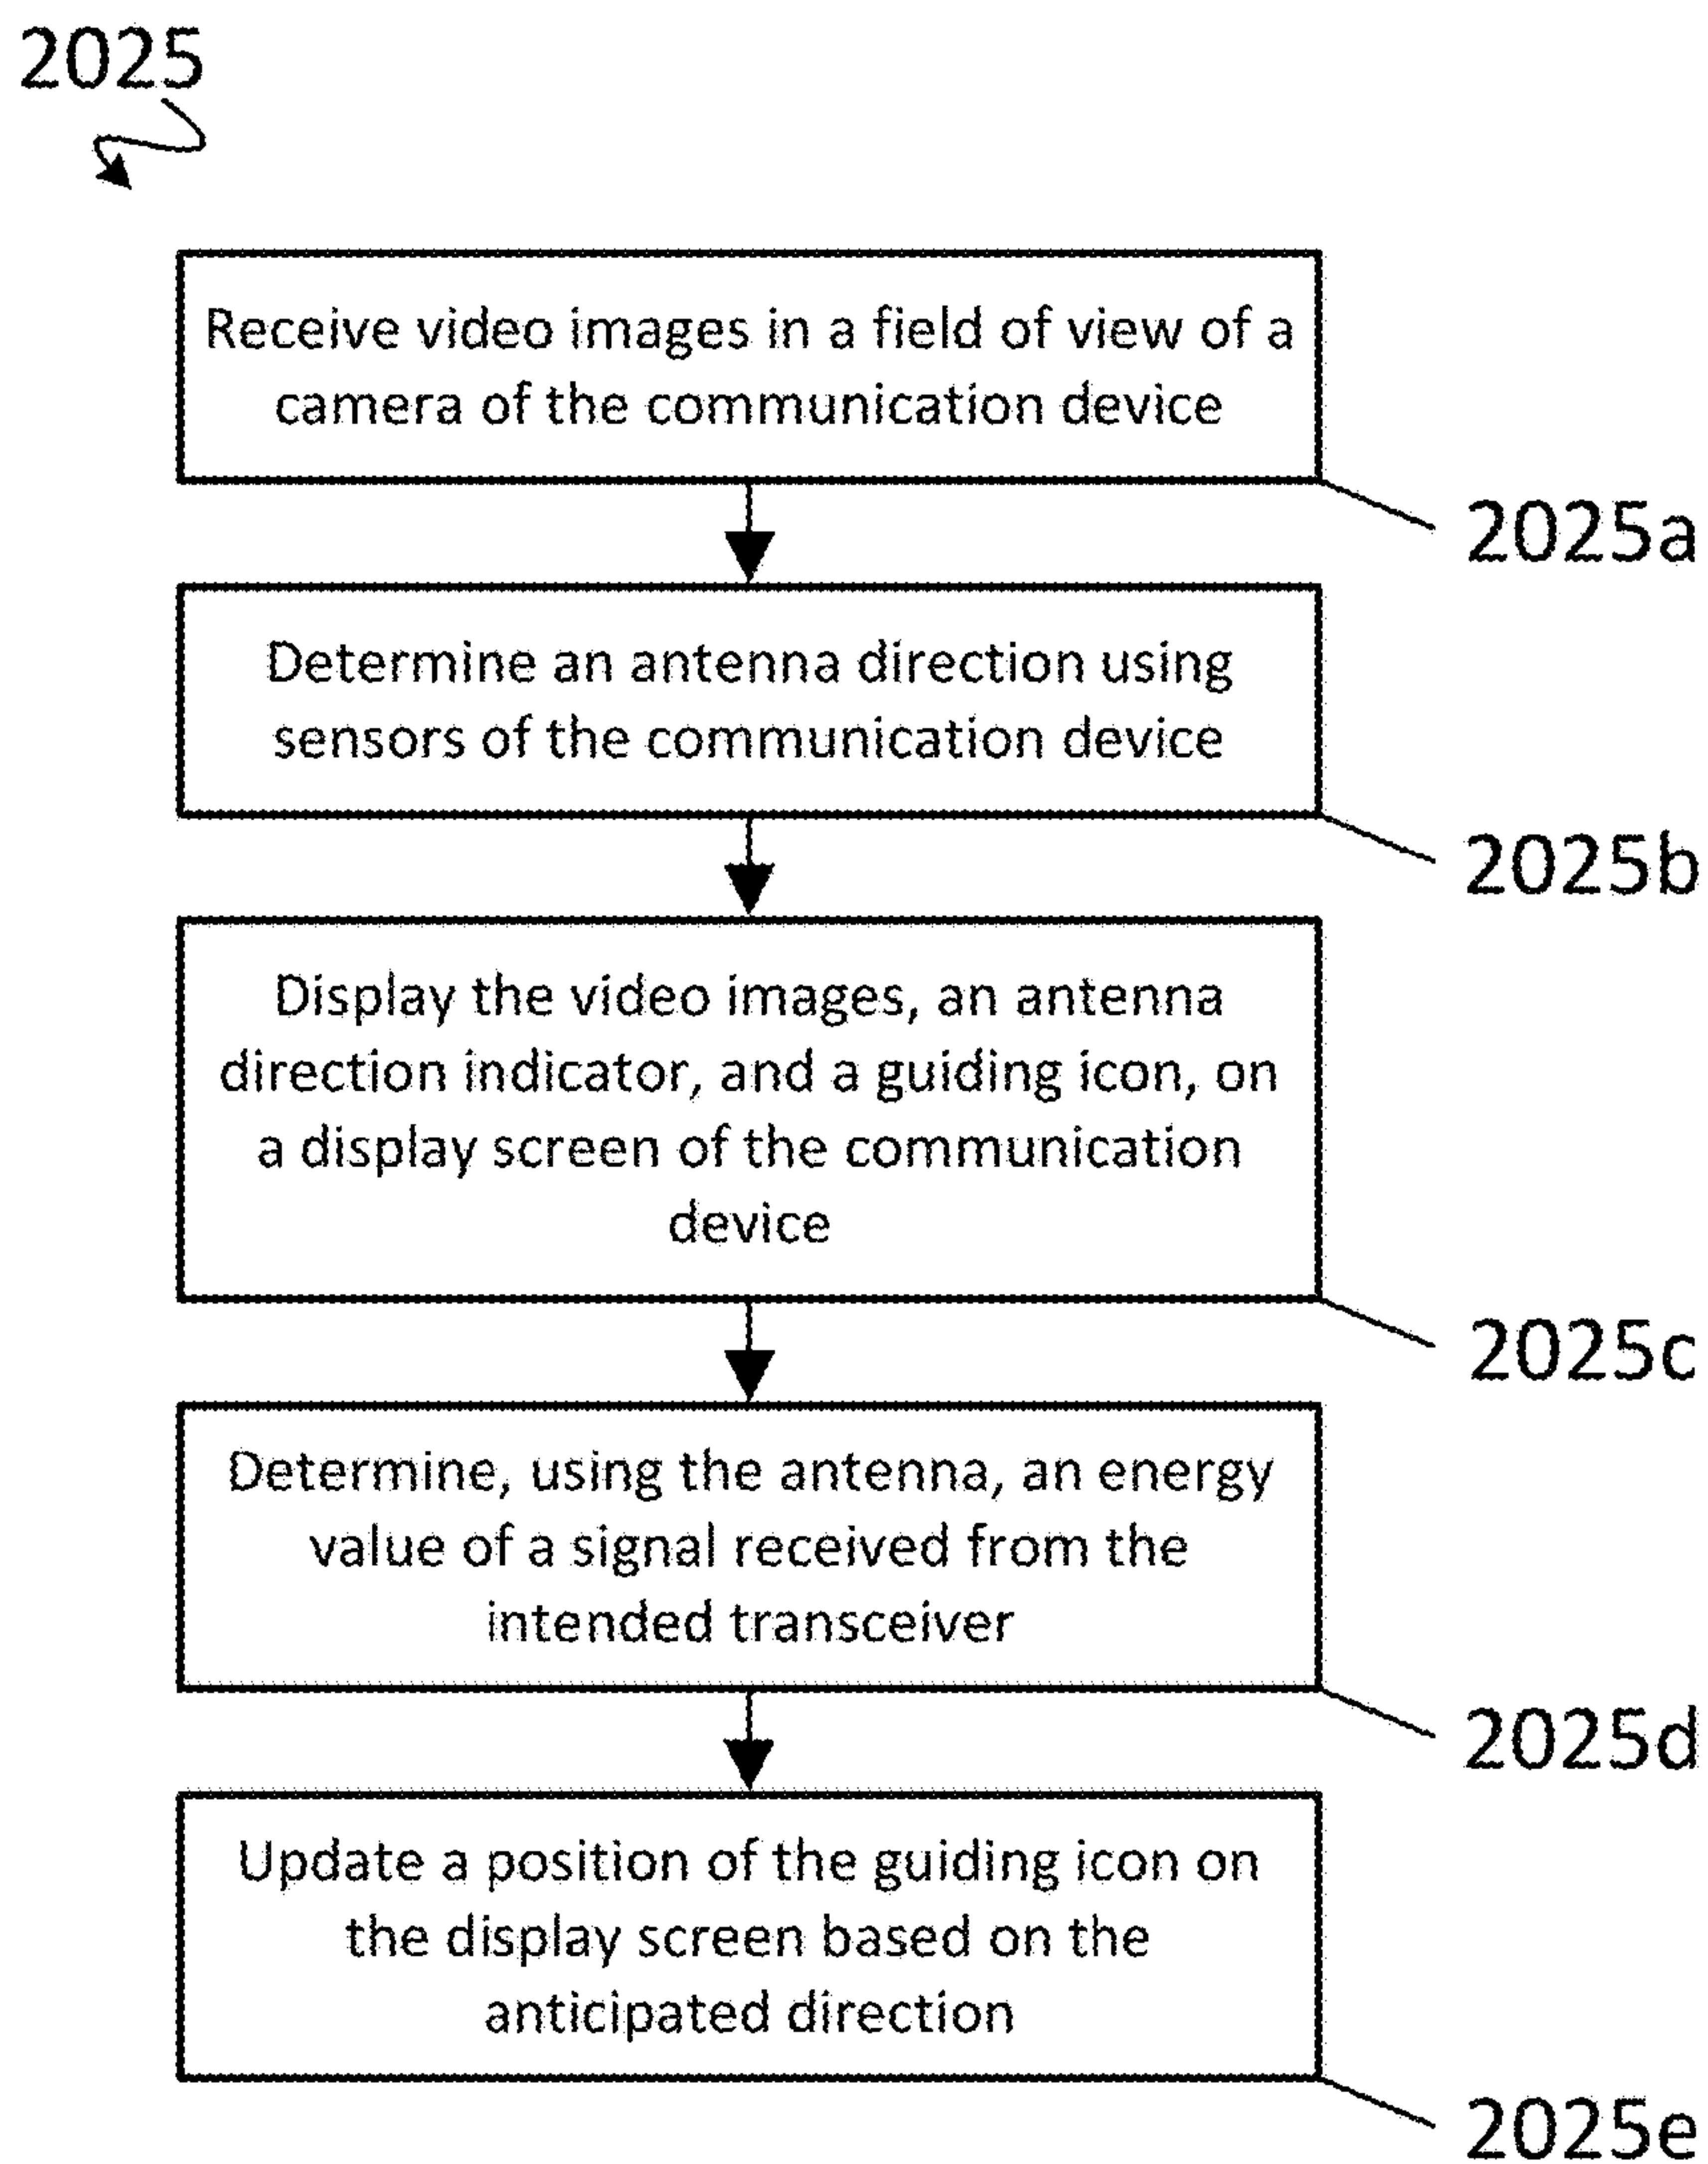 2025
Receive video images in a field of view of a
camera of the communication device
2025a
Determine an antenna direction using
sensors of the communication device
2025b
Display the video images, an antenna
direction indicator, and a guiding icon, on
a display screen of the communication
device
2025c
Determine, using the antenna, an energy
value of a signal received from the
intended transceiver
2025d
Update a position of the guiding icon on
the display screen based on the
anticipated direction
2025e